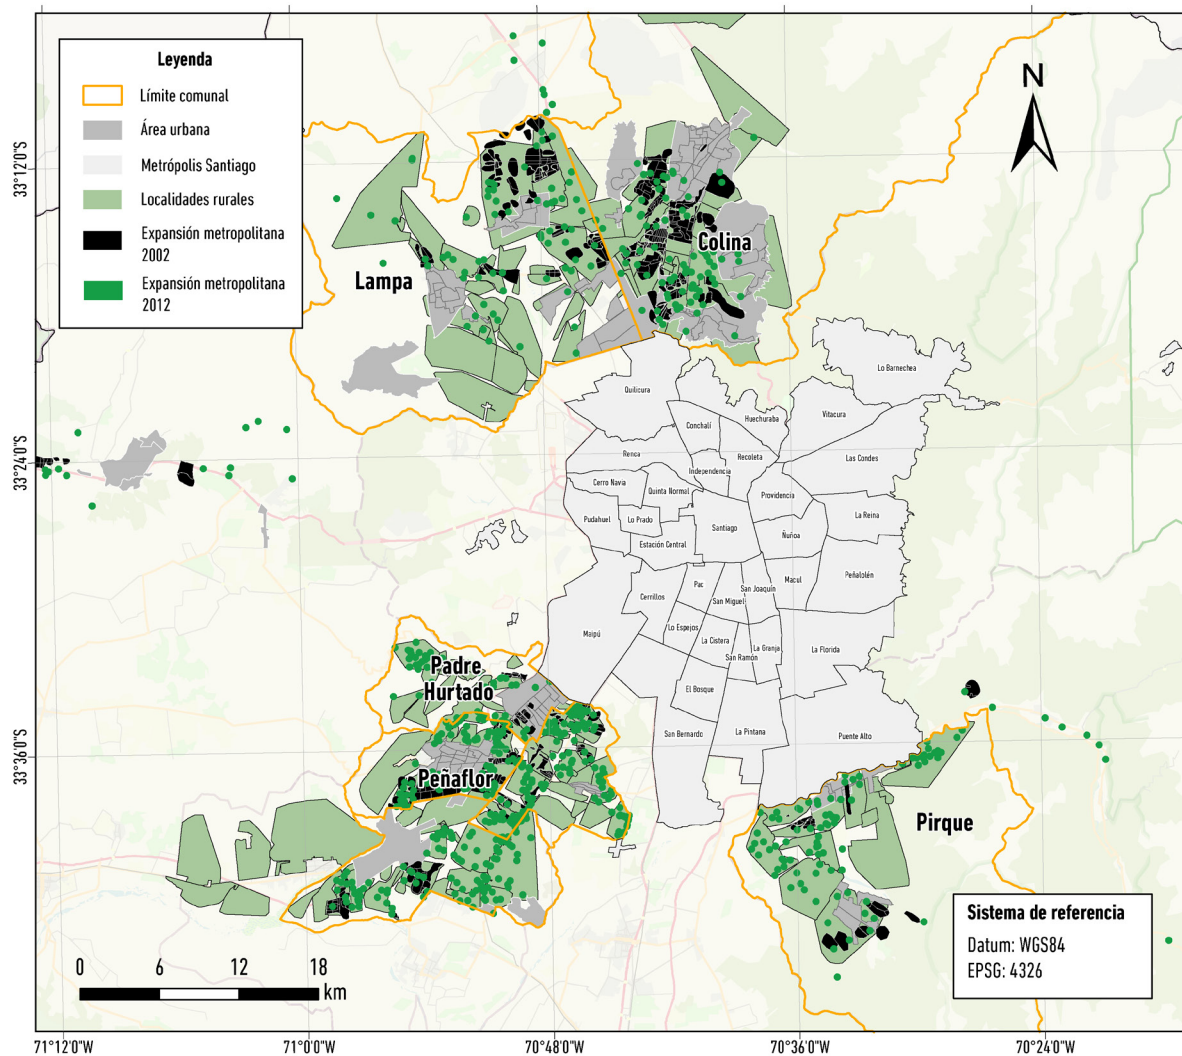 Leyenda
Límite comunal
Área urbana
Metrópolis Santiago
Localidades rurales
Expansión metropolitana
2002
Expansión metropolitana
2012
N
33°12'0"S
33°24'0"S
33°36'0"S
Colina
Lampa
Lo Barnechea
Quilicura
Huechuraba
Vitacura
Conchalí
Renca
Recoleta
Las Condes
Independencia
Cerro Navia
Quinta Normal
Providencia
Pudahuel
Lo Prado
Santiago
La Reina
Ñuñoa
Estación Central
Pac
San Joaquín
Macul
Peñalolén
Cerrillos
San Miguel
Maipú
Lo Espejos
La Cistera
La Granja
La Florida
San Ramón
Padre
Hurtado
El Bosque
San Bernardo
La Pintana
Puente Alto
Peñaflor
Pirque
Sistema de referencia
Datum: WGS84
EPSG: 4326
0 6 12 18
km
71°12'0"W 71°0'0"W 70°48'0"W 70°36'0"W 70°24'0"W